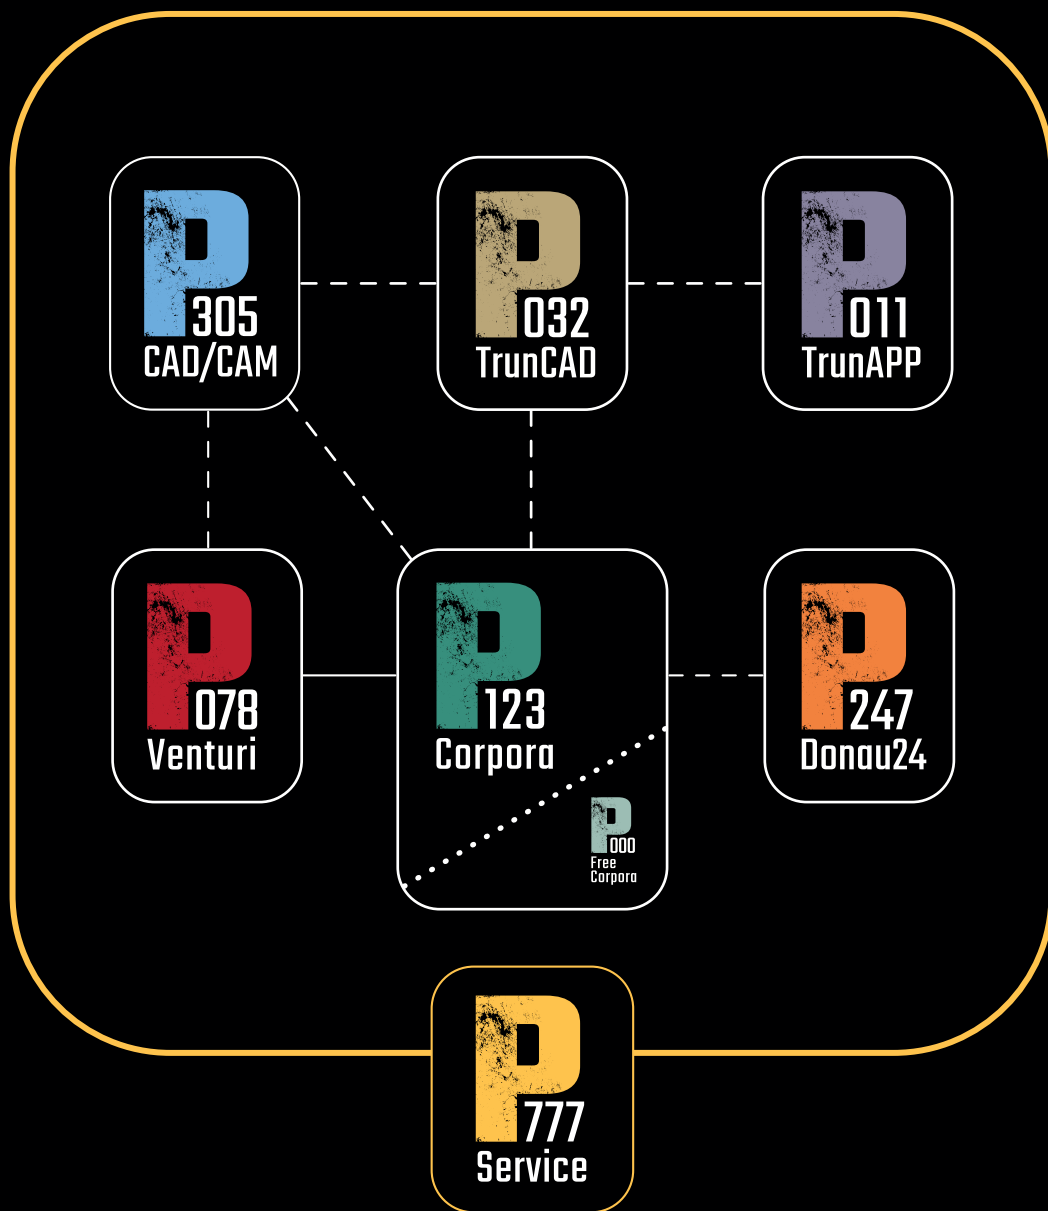 P
305
CAD/CAM
P
032
TrunCAD
P
011
TrunAPP
P
078
Venturi
P
123
Corpora
P
247
Donau24
P
000
Free
Corpora
P
777
Service